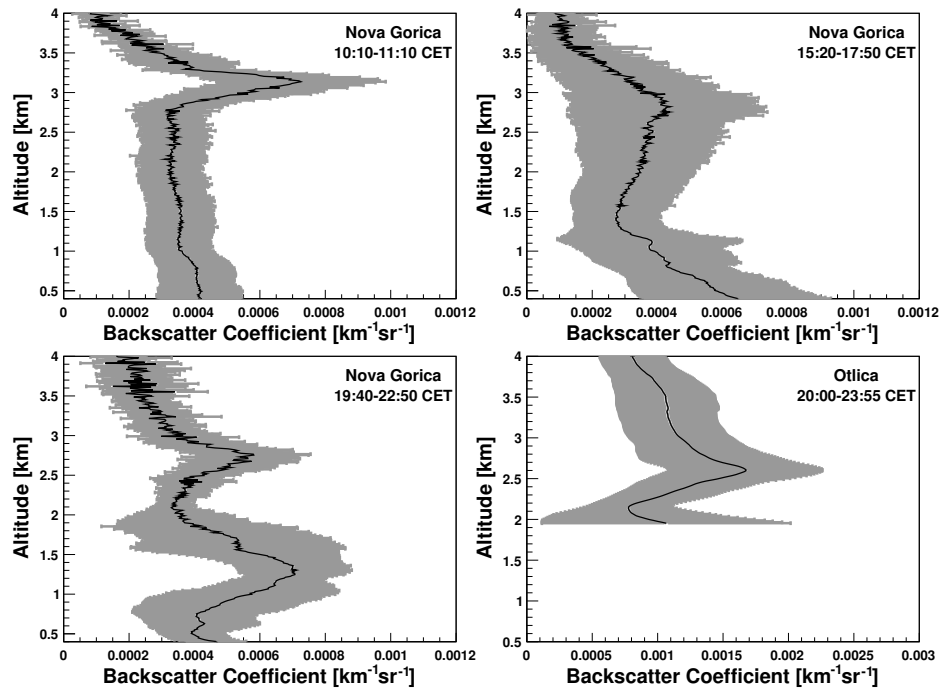 4
3.5
3
2.5
2
1.5
1
0.5
Altitude [km]
Nova Gorica
10:10-11:10 CET
0 0.0002 0.0004 0.0006 0.0008 0.001 0.0012
Backscatter Coefficient [km⁻¹sr⁻¹]
4
3.5
3
2.5
2
1.5
1
0.5
Altitude [km]
Nova Gorica
15:20-17:50 CET
0 0.0002 0.0004 0.0006 0.0008 0.001 0.0012
Backscatter Coefficient [km⁻¹sr⁻¹]
4
3.5
3
2.5
2
1.5
1
0.5
Altitude [km]
Nova Gorica
19:40-22:50 CET
0 0.0002 0.0004 0.0006 0.0008 0.001 0.0012
Backscatter Coefficient [km⁻¹sr⁻¹]
4
3.5
3
2.5
2
1.5
1
0.5
Altitude [km]
Otlica
20:00-23:55 CET
0 0.0005 0.001 0.0015 0.002 0.0025 0.003
Backscatter Coefficient [km⁻¹sr⁻¹]